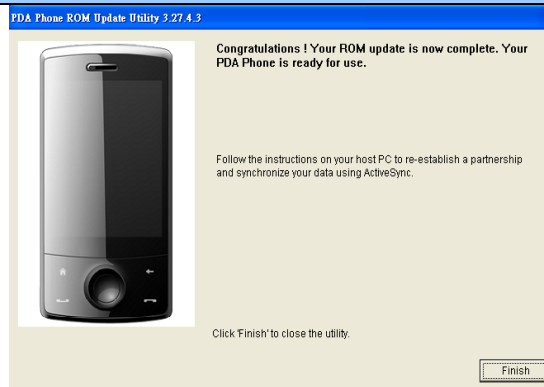 PDA Phone ROM Update Utility 3.27.4.3
Congratulations ! Your ROM update is now complete. Your
PDA Phone is ready for use.
Follow the instructions on your host PC to re-establish a partnership
and synchronize your data using ActiveSync.
Click 'Finish' to close the utility.
Finish